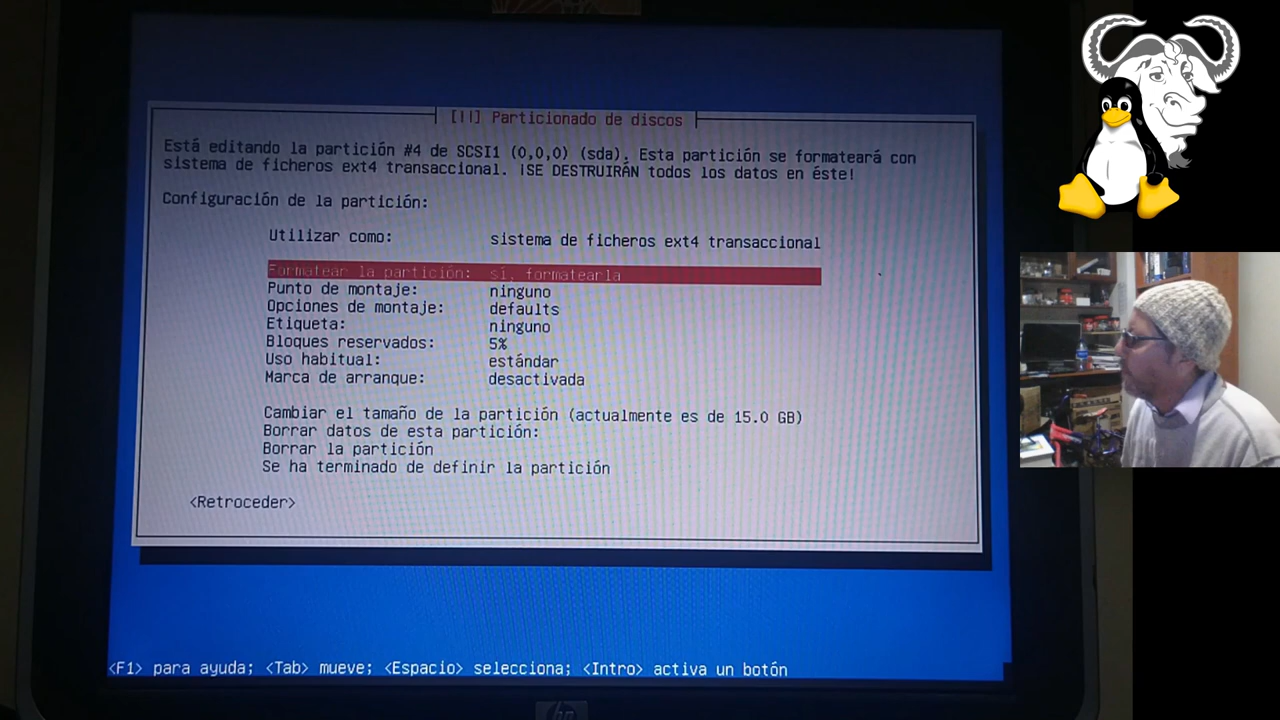 [!!] Particionado de discos
Está editando la partición #4 de SCSI1 (0,0,0) (sda). Esta partición se formateará con
sistema de ficheros ext4 transaccional. ¡SE DESTRUIRÁN todos los datos en éste!
Configuración de la partición:
Utilizar como: sistema de ficheros ext4 transaccional
Formatear la partición: sí, formatearla
Punto de montaje: ninguno
Opciones de montaje: defaults
Etiqueta: ninguno
Bloques reservados: 5%
Uso habitual: estándar
Marca de arranque: desactivada
Cambiar el tamaño de la partición (actualmente es de 15.0 GB)
Borrar datos de esta partición:
Borrar la partición
Se ha terminado de definir la partición
<Retroceder>
<F1> para ayuda; <Tab> mueve; <Espacio> selecciona; <Intro> activa un botón
hp